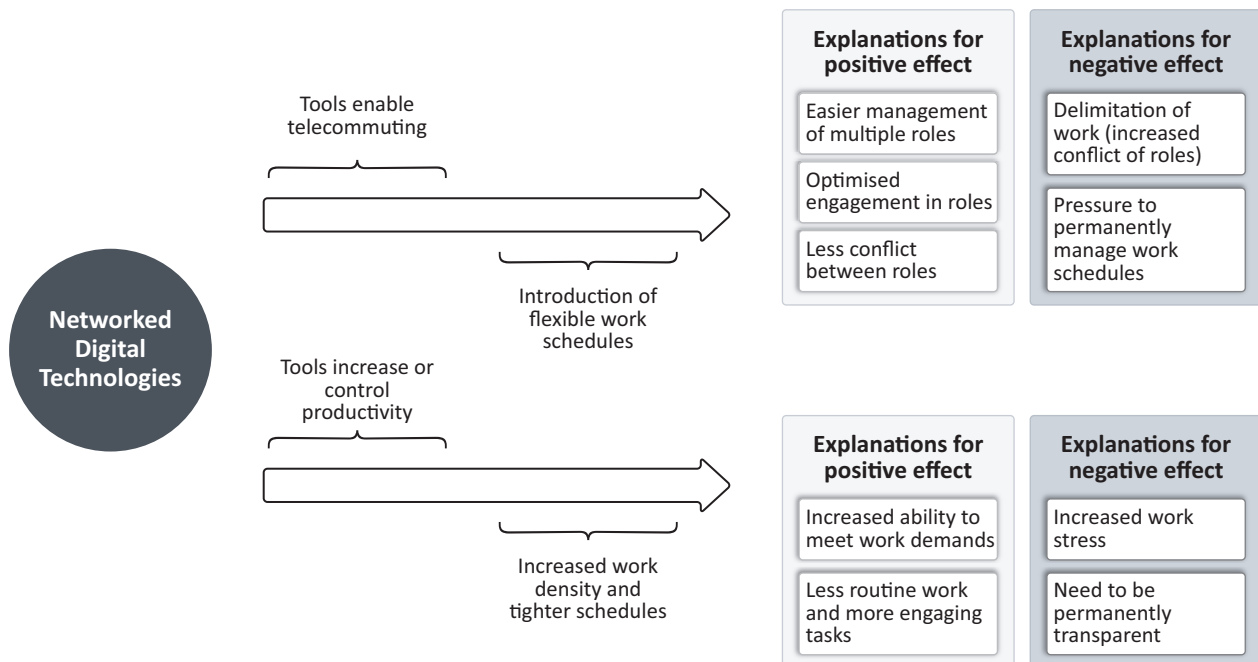 Networked
Digital
Technologies
Tools enable
telecommuting
Introduction of
flexible work
schedules
Explanations for
positive effect
Easier management
of multiple roles
Optimised
engagement in roles
Less conflict
between roles
Explanations for
negative effect
Delimitation of
work (increased
conflict of roles)
Pressure to
permanently
manage work
schedules
Tools increase or
control
productivity
Increased work
density and
tighter schedules
Explanations for
positive effect
Increased ability to
meet work demands
Less routine work
and more engaging
tasks
Explanations for
negative effect
Increased work
stress
Need to be
permanently
transparent